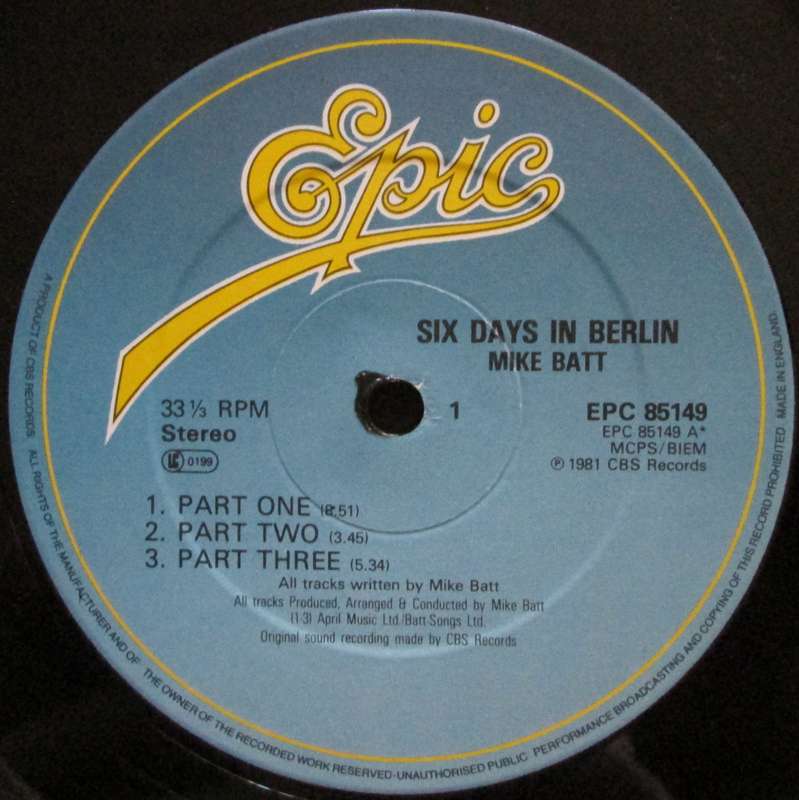 Epic
SIX DAYS IN BERLIN
MIKE BATT
33 ⅓ RPM
Stereo
LC 0199
1
EPC 85149
EPC 85149 A*
MCPS/BIEM
℗ 1981 CBS Records
1. PART ONE (8.51)
2. PART TWO (3.45)
3. PART THREE (5.34)
All tracks written by Mike Batt
All tracks Produced, Arranged & Conducted by Mike Batt
(1-3) April Music Ltd./Batt Songs Ltd.
Original sound recording made by CBS Records
A PRODUCT OF CBS RECORDS. ALL RIGHTS OF THE MANUFACTURER AND OF THE OWNER OF THE RECORDED WORK RESERVED-UNAUTHORISED PUBLIC PERFORMANCE BROADCASTING AND COPYING OF THIS RECORD PROHIBITED MADE IN ENGLAND.